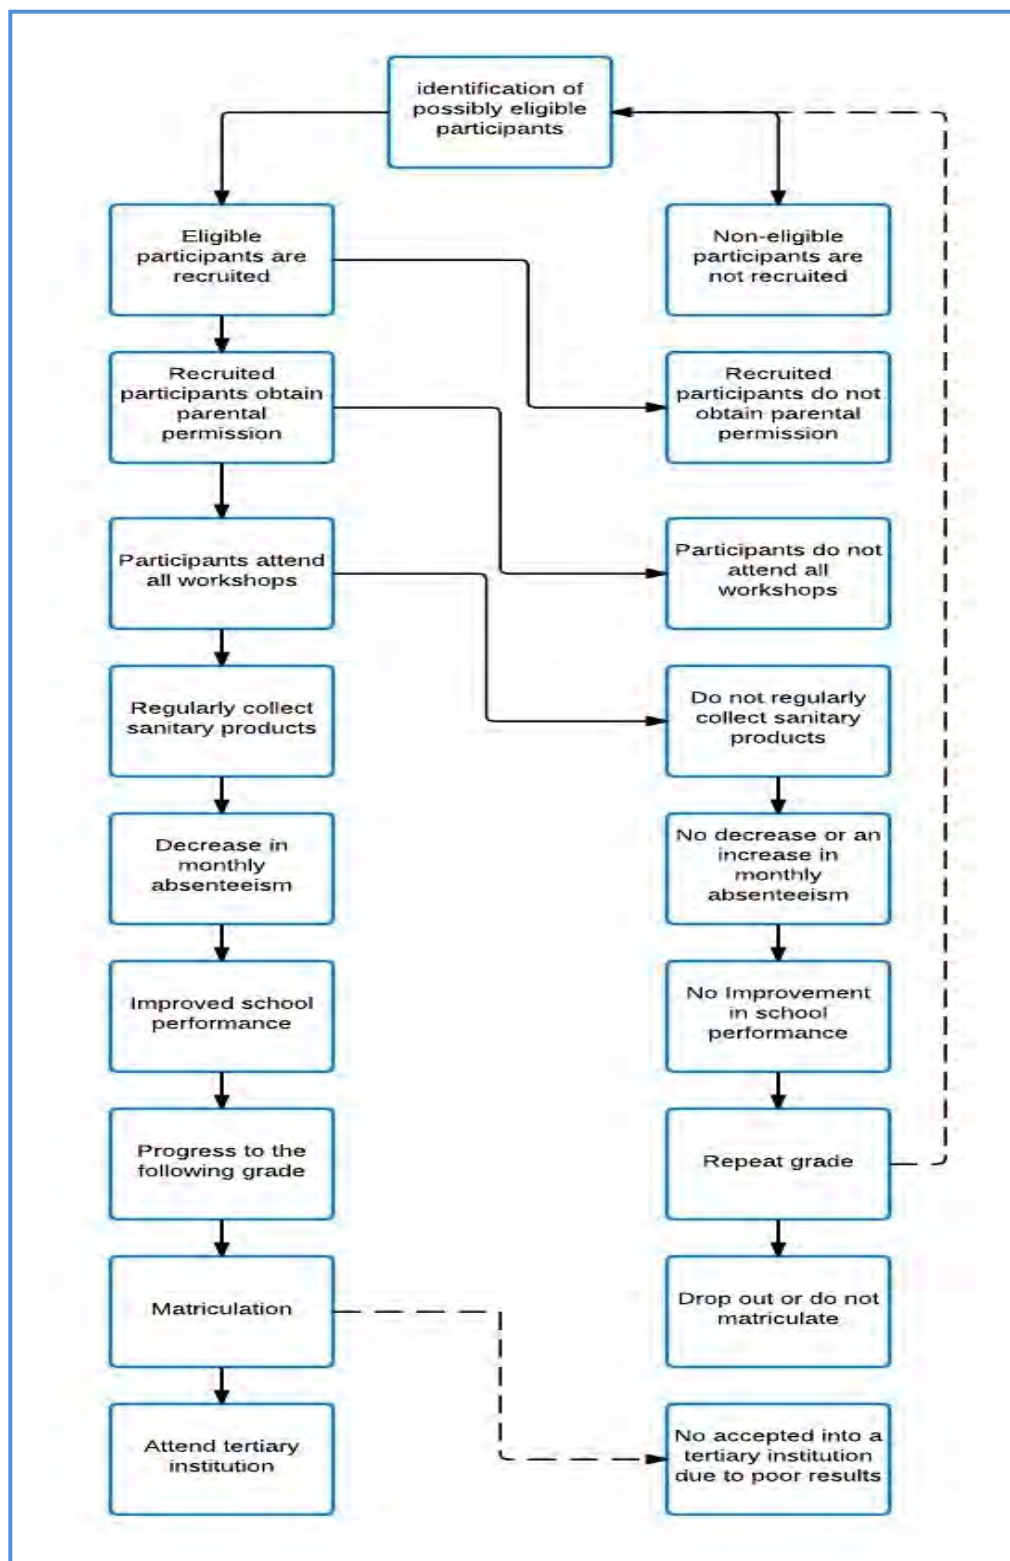 identification of
possibly eligible
participants
Eligible
participants are
recruited
Non-eligible
participants are
not recruited
Recruited
participants obtain
parental
permission
Recruited
participants do not
obtain parental
permission
Participants attend
all workshops
Participants do not
attend all
workshops
Regularly collect
sanitary products
Do not regularly
collect sanitary
products
Decrease in
monthly
absenteeism
No decrease or an
increase in
monthly
absenteeism
Improved school
performance
No Improvement
in school
performance
Progress to the
following grade
Repeat grade
Matriculation
Drop out or do not
matriculate
Attend tertiary
institution
No accepted into a
tertiary institution
due to poor results